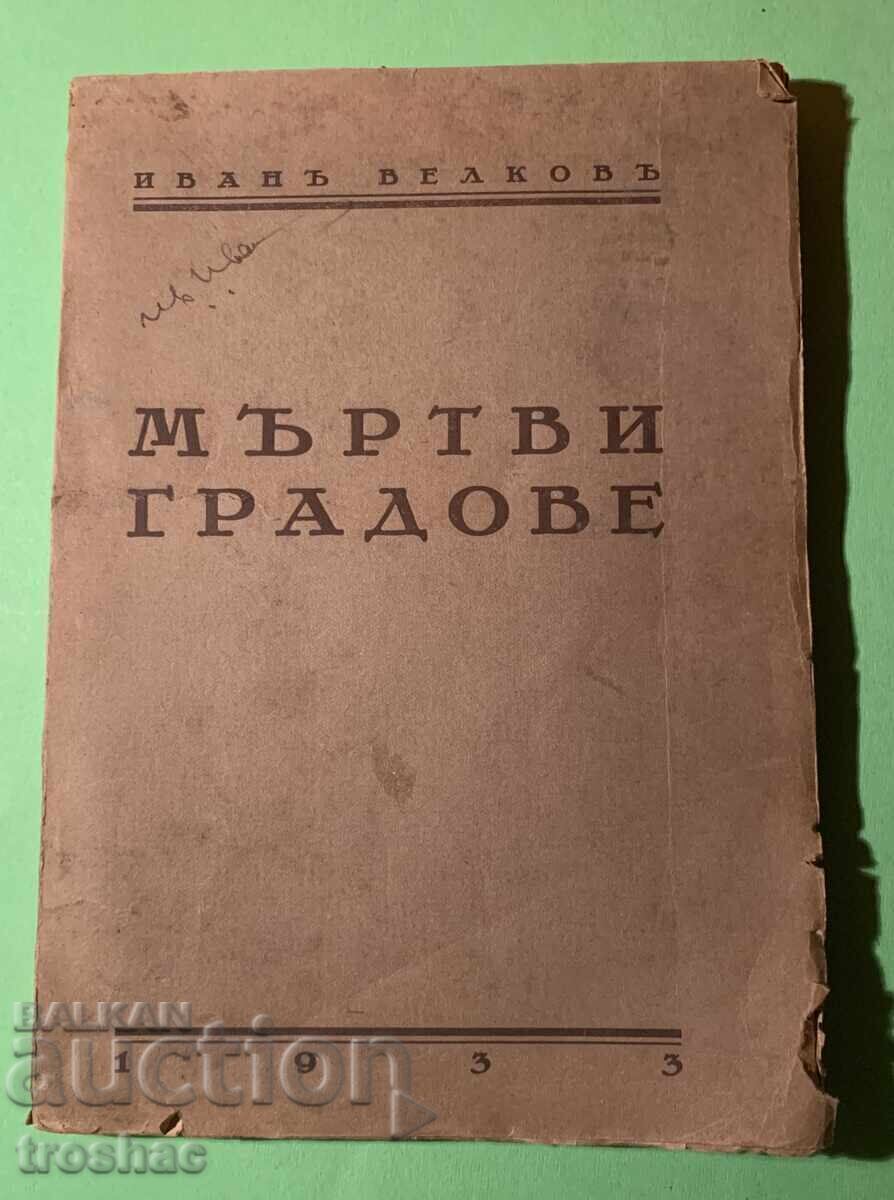 ИВАНЪ ВЕЛКОВЪ
МЪРТВИ
ГРАДОВЕ
1933
BALKAN
auction
troshac